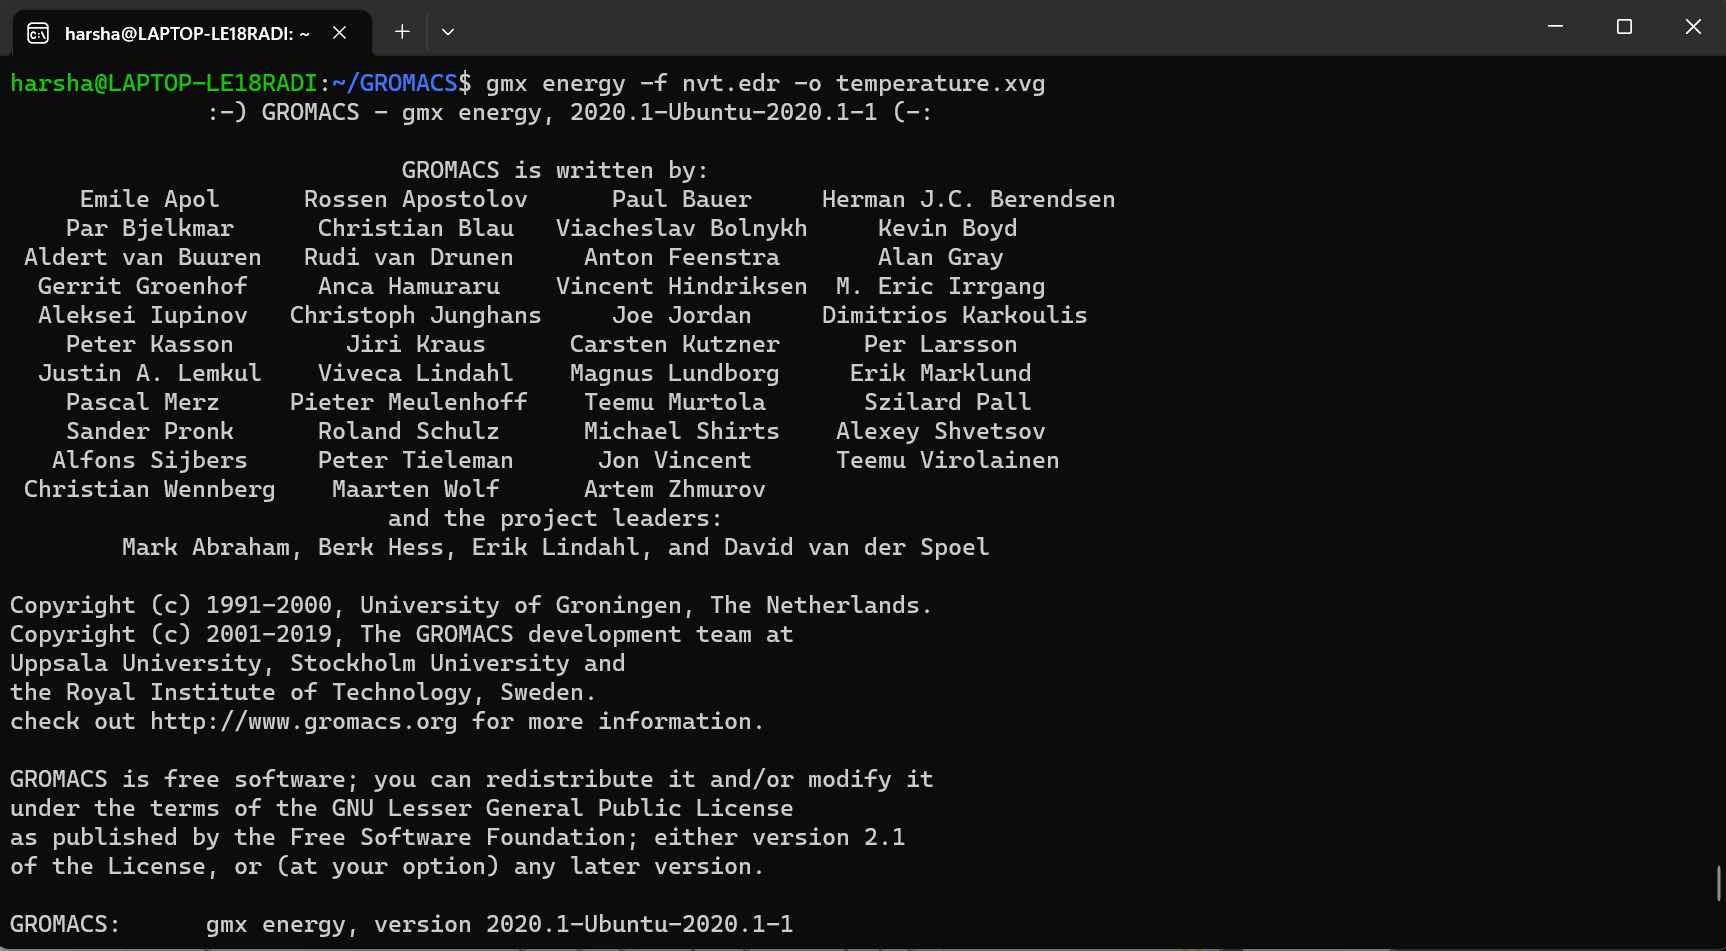 harsha@LAPTOP-LE18RADI: ~
harsha@LAPTOP-LE18RADI:~/GROMACS$ gmx energy -f nvt.edr -o temperature.xvg
:-) GROMACS - gmx energy, 2020.1-Ubuntu-2020.1-1 (-:
GROMACS is written by:
Emile Apol Rossen Apostolov Paul Bauer Herman J.C. Berendsen
Par Bjelkmar Christian Blau Viacheslav Bolnykh Kevin Boyd
Aldert van Buuren Rudi van Drunen Anton Feenstra Alan Gray
Gerrit Groenhof Anca Hamuraru Vincent Hindriksen M. Eric Irrgang
Aleksei Iupinov Christoph Junghans Joe Jordan Dimitrios Karkoulis
Peter Kasson Jiri Kraus Carsten Kutzner Per Larsson
Justin A. Lemkul Viveca Lindahl Magnus Lundborg Erik Marklund
Pascal Merz Pieter Meulenhoff Teemu Murtola Szilard Pall
Sander Pronk Roland Schulz Michael Shirts Alexey Shvetsov
Alfons Sijbers Peter Tieleman Jon Vincent Teemu Virolainen
Christian Wennberg Maarten Wolf Artem Zhmurov
and the project leaders:
Mark Abraham, Berk Hess, Erik Lindahl, and David van der Spoel
Copyright (c) 1991-2000, University of Groningen, The Netherlands.
Copyright (c) 2001-2019, The GROMACS development team at
Uppsala University, Stockholm University and
the Royal Institute of Technology, Sweden.
check out http://www.gromacs.org for more information.
GROMACS is free software; you can redistribute it and/or modify it
under the terms of the GNU Lesser General Public License
as published by the Free Software Foundation; either version 2.1
of the License, or (at your option) any later version.
GROMACS: gmx energy, version 2020.1-Ubuntu-2020.1-1